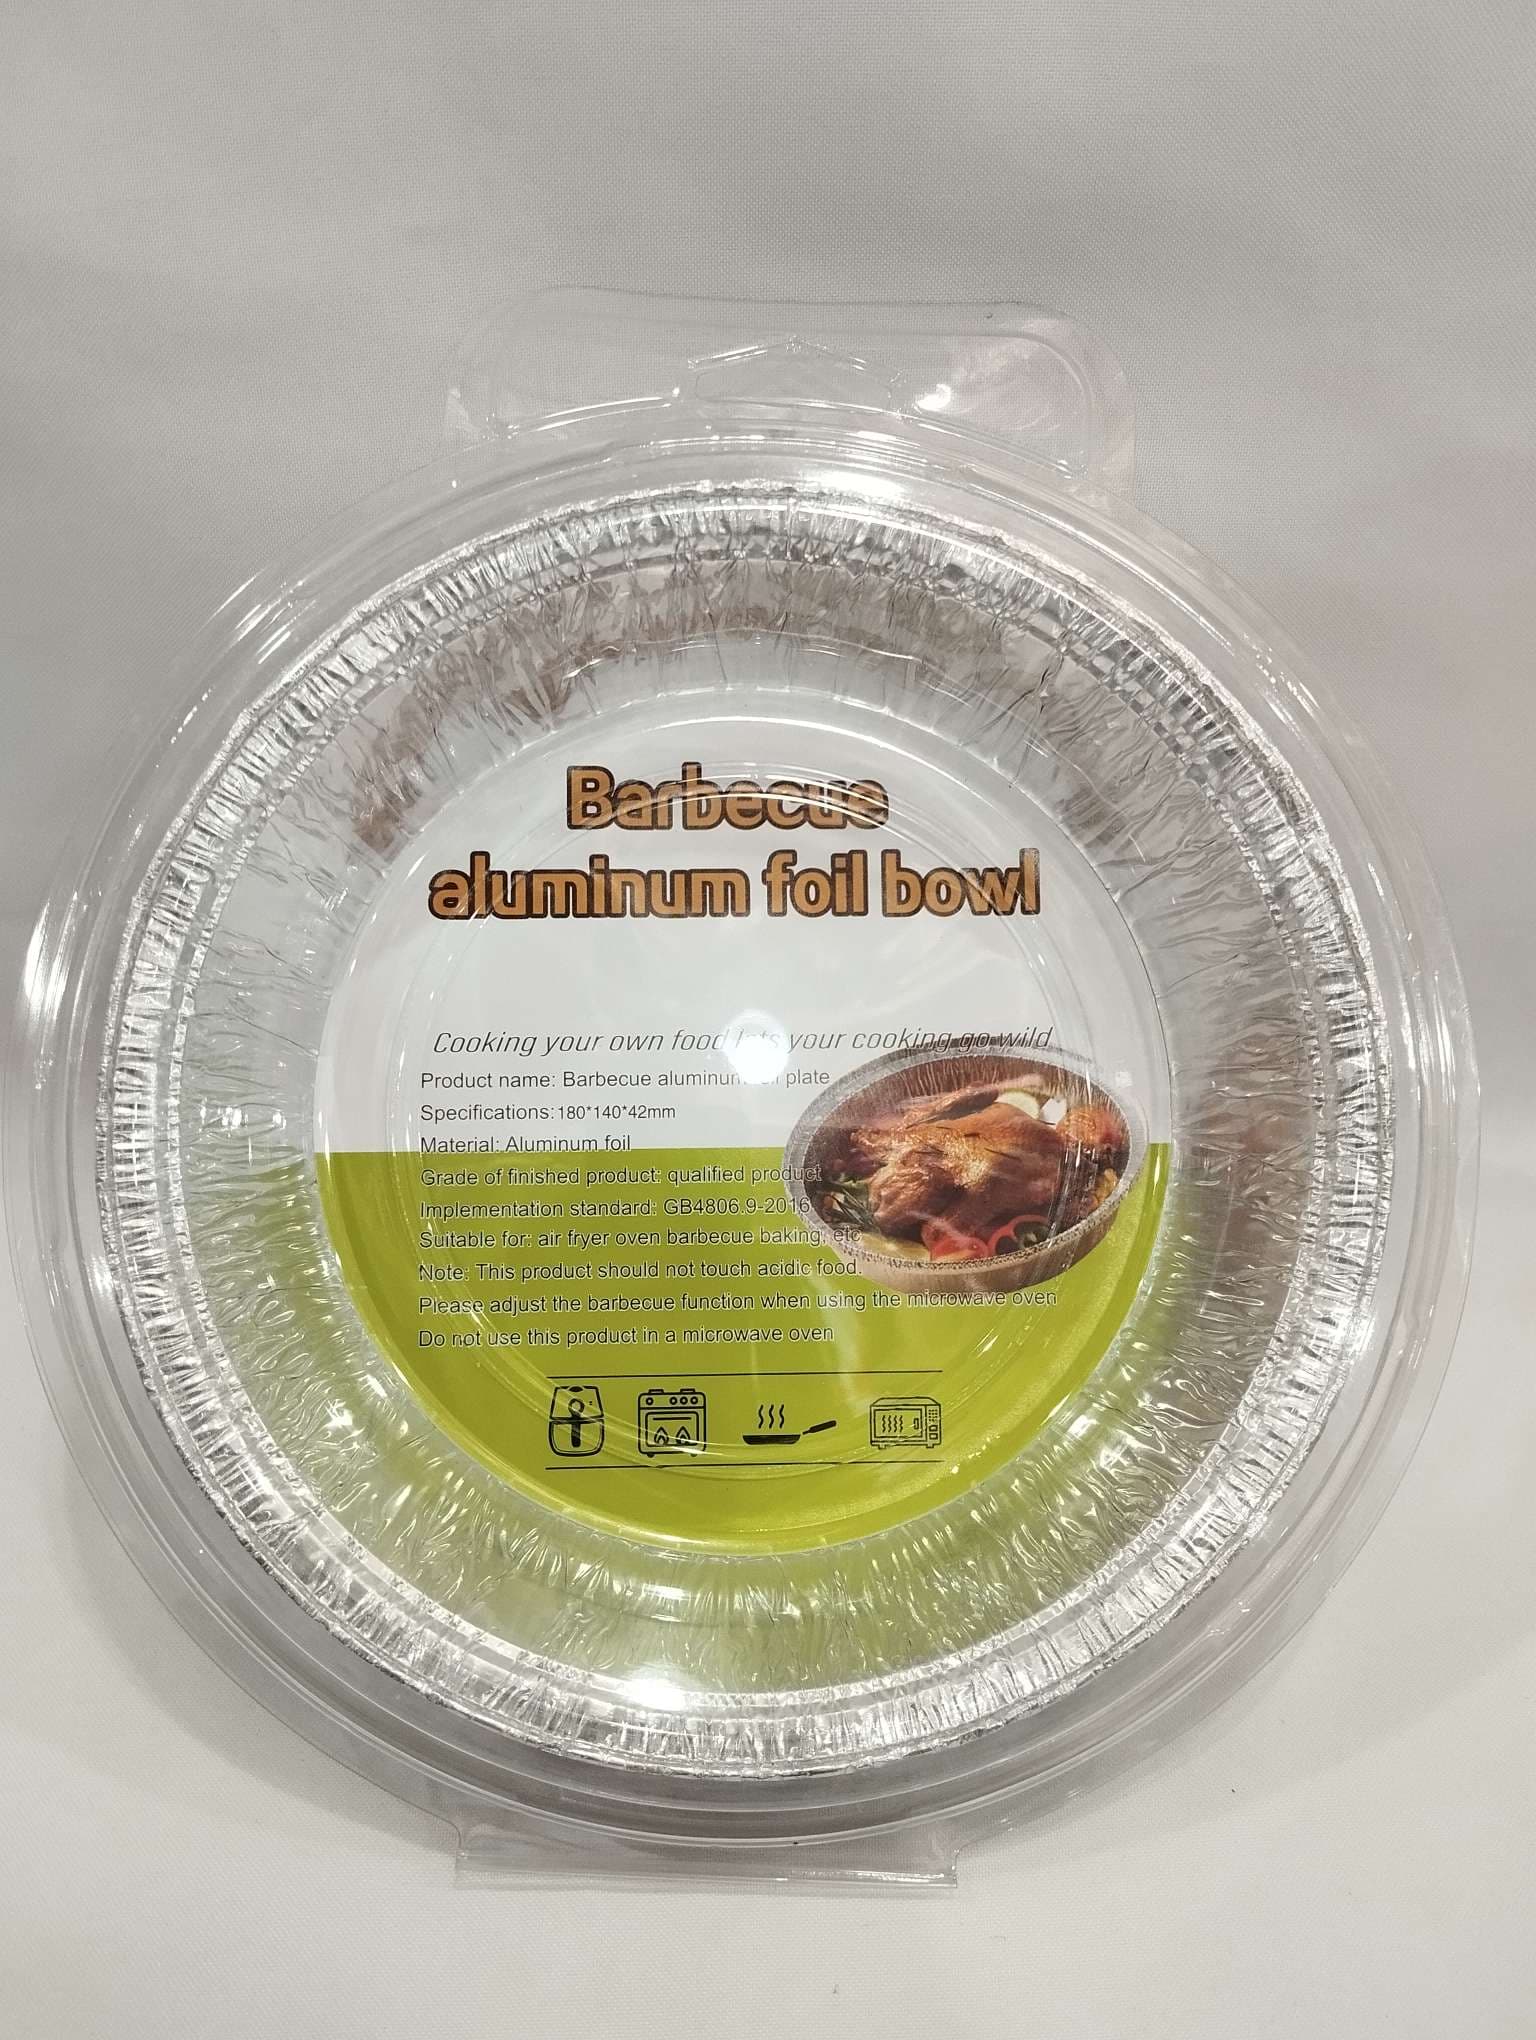 Barbecue
aluminum foil bowl
Cooking your own food lets your cooking go wild
Product name: Barbecue aluminum foil plate
Specifications:180*140*42mm
Material: Aluminum foil
Grade of finished product: qualified product
Implementation standard: GB4806.9-2016
Suitable for: air fryer oven barbecue baking, etc
Note: This product should not touch acidic food.
Please adjust the barbecue function when using the microwave oven
Do not use this product in a microwave oven